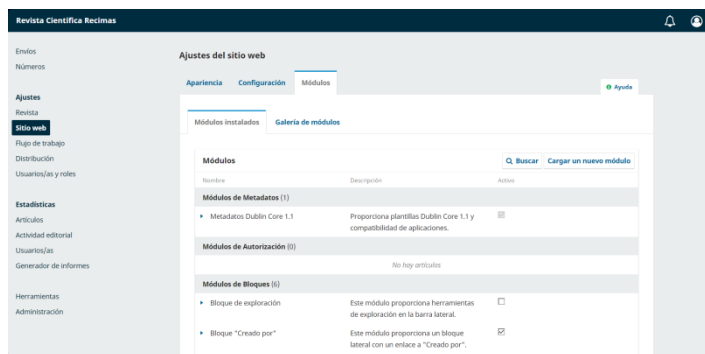 Revista Científica Recimas
Envíos
Números
Ajustes
Revista
Sitio web
Flujo de trabajo
Distribución
Usuarios/as y roles
Estadísticas
Artículos
Actividad editorial
Usuarios/as
Generador de informes
Herramientas
Administración
Ajustes del sitio web
Apariencia Configuración Módulos
Ayuda
Módulos instalados Galería de módulos
Módulos Buscar Cargar un nuevo módulo
Nombre Descripción Activo
Módulos de Metadatos (1)
Metadatos Dublin Core 1.1 Proporciona plantillas Dublin Core 1.1 y
compatibilidad de aplicaciones.
Módulos de Autorización (0)
No hay artículos
Módulos de Bloques (6)
Bloque de exploración Este módulo proporciona herramientas
de exploración en la barra lateral.
Bloque "Creado por" Este módulo proporciona un bloque
lateral con un enlace a "Creado por".